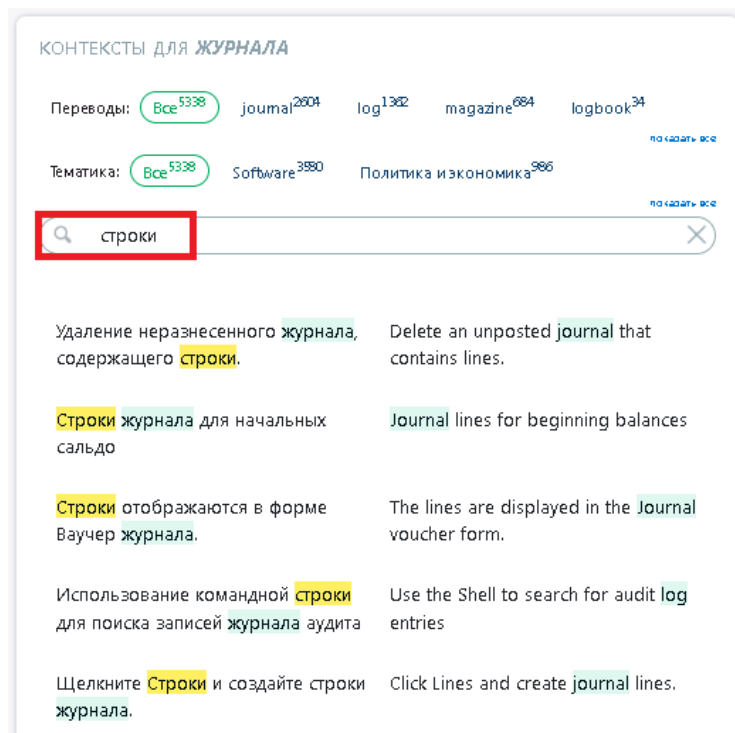 КОНТЕКСТЫ ДЛЯ ЖУРНАЛА
Переводы: Все5338 journal2604 log1362 magazine684 logbook34
показать все
Тематика: Все5338 Software3580 Политика и экономика986
показать все
строки
Удаление неразнесенного журнала,
содержащего строки.
Delete an unposted journal that
contains lines.
Строки журнала для начальных
сальдо
Journal lines for beginning balances
Строки отображаются в форме
Ваучер журнала.
The lines are displayed in the Journal
voucher form.
Использование командной строки
для поиска записей журнала аудита
Use the Shell to search for audit log
entries
Щелкните Строки и создайте строки
журнала.
Click Lines and create journal lines.